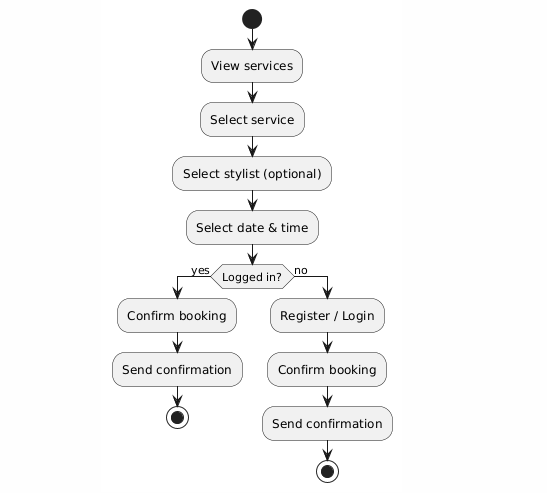 View services
Select service
Select stylist (optional)
Select date & time
Logged in?
yes
no
Confirm booking
Send confirmation
Register / Login
Confirm booking
Send confirmation